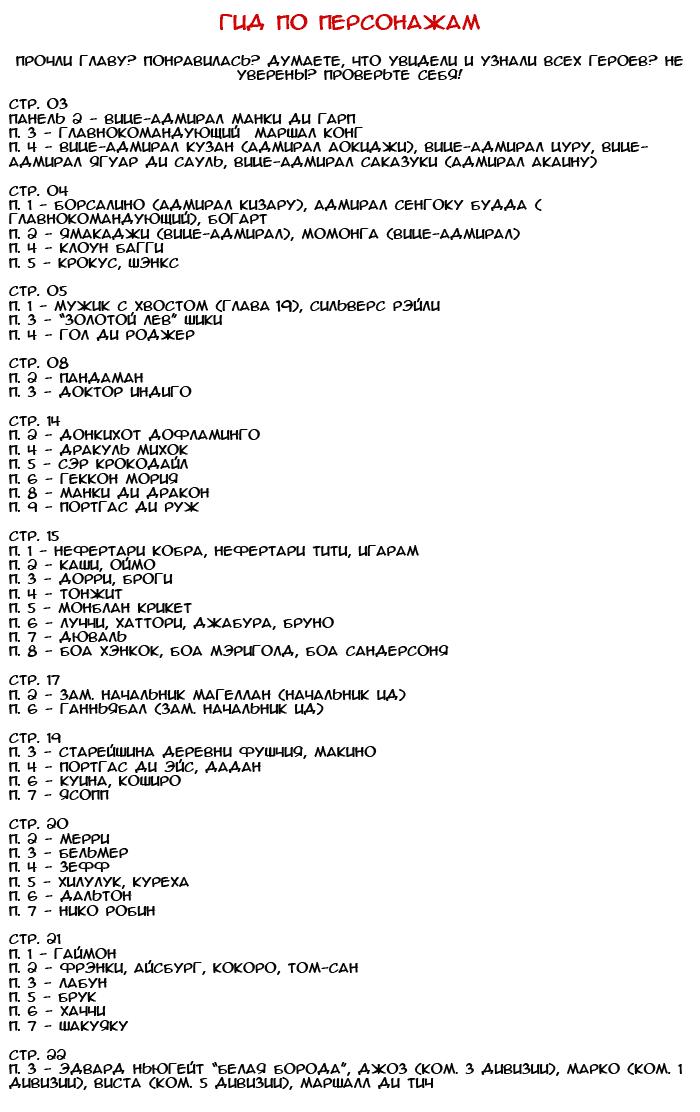 ГИД ПО ПЕРСОНАЖАМ
ПРОЧЛИ ГЛАВУ? ПОНРАВИЛАСЬ? ДУМАЕТЕ, ЧТО УВИДЕЛИ И УЗНАЛИ ВСЕХ ГЕРОЕВ? НЕ
УВЕРЕНЫ? ПРОВЕРЬТЕ СЕБЯ!
СТР. 03
ПАНЕЛЬ 2 - ВИЦЕ-АДМИРАЛ МАНКИ ДИ ГАРП
П. 3 - ГЛАВНОКОМАНДУЮЩИЙ МАРШАЛ КОНГ
П. 4 - ВИЦЕ-АДМИРАЛ КУЗАН (АДМИРАЛ АОКИДЖИ), ВИЦЕ-АДМИРАЛ ЦУРУ, ВИЦЕ-
АДМИРАЛ ЯГУАР ДИ САУЛЬ, ВИЦЕ-АДМИРАЛ САКАЗУКИ (АДМИРАЛ АКАИНУ)
СТР. 04
П. 1 - БОРСАЛИНО (АДМИРАЛ КИЗАРУ), АДМИРАЛ СЕНГОКУ БУДДА (
ГЛАВНОКОМАНДУЮЩИЙ), БОГАРТ
П. 2 - ЯМАКАДЖИ (ВИЦЕ-АДМИРАЛ), МОМОНГА (ВИЦЕ-АДМИРАЛ)
П. 4 - КЛОУН БАГГИ
П. 5 - КРОКУС, ШЭНКС
СТР. 05
П. 1 - МУЖИК С ХВОСТОМ (ГЛАВА 19), СИЛЬВЕРС РЭЙЛИ
П. 3 - "ЗОЛОТОЙ ЛЕВ" ШИКИ
П. 4 - ГОЛ ДИ РОДЖЕР
СТР. 08
П. 2 - ПАНДАМАН
П. 3 - ДОКТОР ИНДИГО
СТР. 14
П. 2 - ДОНКИХОТ ДОФЛАМИНГО
П. 4 - ДРАКУЛЬ МИХОК
П. 5 - СЭР КРОКОДАЙЛ
П. 6 - ГЕККОН МОРИЯ
П. 8 - МАНКИ ДИ ДРАКОН
П. 9 - ПОРТГАС ДИ РУЖ
СТР. 15
П. 1 - НЕФЕРТАРИ КОБРА, НЕФЕРТАРИ ТИТИ, ИГАРАМ
П. 2 - КАШИ, ОЙМО
П. 3 - ДОРРИ, БРОГИ
П. 4 - ТОНЖИТ
П. 5 - МОНБЛАН КРИКЕТ
П. 6 - ЛУЧЧИ, ХАТТОРИ, ДЖАБУРА, БРУНО
П. 7 - ДЮВАЛЬ
П. 8 - БОА ХЭНКОК, БОА МЭРИГОЛД, БОА САНДЕРСОНЯ
СТР. 17
П. 2 - ЗАМ. НАЧАЛЬНИК МАГЕЛЛАН (НАЧАЛЬНИК ИД)
П. 6 - ГАННЬЯБАЛ (ЗАМ. НАЧАЛЬНИК ИД)
СТР. 19
П. 3 - СТАРЕЙШИНА ДЕРЕВНИ ФУШЧИЯ, МАКИНО
П. 4 - ПОРТГАС ДИ ЭЙС, ДАДАН
П. 6 - КУИНА, КОШИРО
П. 7 - ЯСОПП
СТР. 20
П. 2 - МЕРРИ
П. 3 - БЕЛЬМЕР
П. 4 - ЗЕФФ
П. 5 - ХИЛУЛУК, КУРЕХА
П. 6 - ДАЛЬТОН
П. 7 - НИКО РОБИН
СТР. 21
П. 1 - ГАЙМОН
П. 2 - ФРЭНКИ, АЙСБУРГ, КОКОРО, ТОМ-САН
П. 3 - ЛАБУН
П. 5 - БРУК
П. 6 - ХАЧЧИ
П. 7 - ШАКУЯКУ
СТР. 22
П. 3 - ЭДВАРД НЬЮГЕЙТ "БЕЛАЯ БОРОДА", ДЖОЗ (КОМ. 3 ДИВИЗИИ), МАРКО (КОМ. 1
ДИВИЗИИ), ВИСТА (КОМ. 5 ДИВИЗИИ), МАРШАЛЛ ДИ ТИЧ